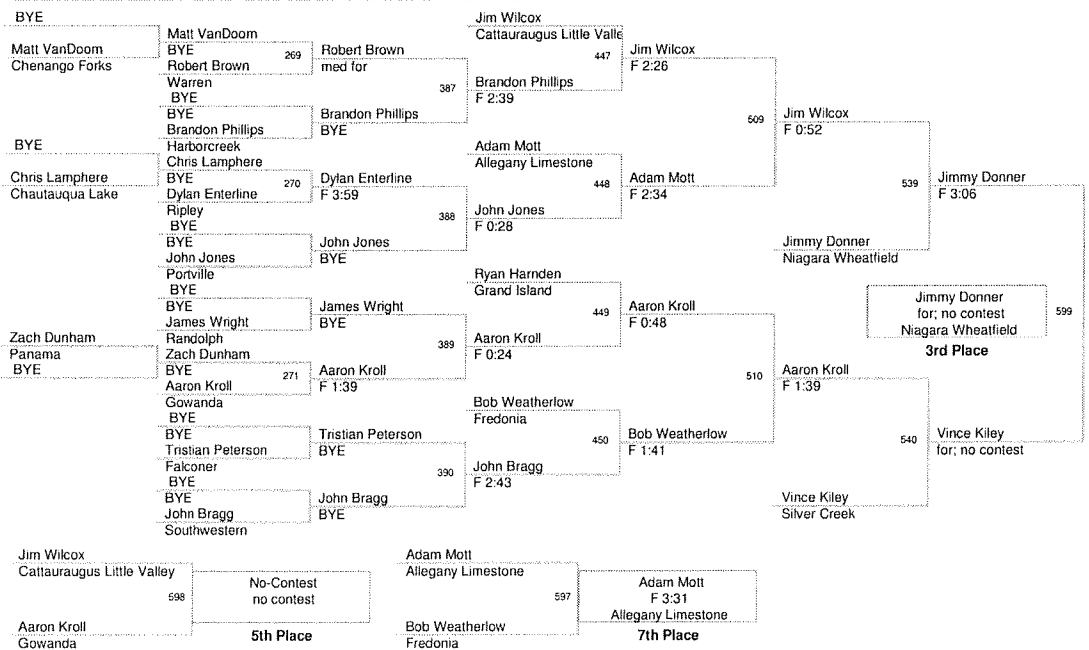 BYE
Matt VanDoom
Chenango Forks
BYE
Chris Lamphere
Chautauqua Lake
Zach Dunham
Panama
BYE
Matt VanDoom
BYE
269
Robert Brown
Warren
BYE
BYE
Brandon Phillips
Harborcreek
Chris Lamphere
BYE
270
Dylan Enterline
Ripley
BYE
BYE
John Jones
Portville
BYE
BYE
James Wright
Randolph
Zach Dunham
BYE
271
Aaron Kroll
Gowanda
BYE
BYE
Tristian Peterson
Falconer
BYE
BYE
John Bragg
Southwestern
Robert Brown
med for
387
Brandon Phillips
BYE
Dylan Enterline
F 3:59
388
John Jones
BYE
James Wright
BYE
389
Aaron Kroll
F 1:39
Tristian Peterson
BYE
390
John Bragg
BYE
Jim Wilcox
Cattauraugus Little Valle
447
Brandon Phillips
F 2:39
Adam Mott
Allegany Limestone
448
John Jones
F 0:28
Ryan Harnden
Grand Island
449
Aaron Kroll
F 0:24
Bob Weatherlow
Fredonia
450
John Bragg
F 2:43
Jim Wilcox
F 2:26
509
Adam Mott
F 2:34
Aaron Kroll
F 0:48
510
Bob Weatherlow
F 1:41
Jim Wilcox
F 0:52
539
Jimmy Donner
Niagara Wheatfield
Aaron Kroll
F 1:39
540
Vince Kiley
Silver Creek
Jimmy Donner
F 3:06
Vince Kiley
for; no contest
Jimmy Donner
for; no contest
Niagara Wheatfield
599
3rd Place
Jim Wilcox
Cattauraugus Little Valley
598
Aaron Kroll
Gowanda
No-Contest
no contest
5th Place
Adam Mott
Allegany Limestone
597
Bob Weatherlow
Fredonia
Adam Mott
F 3:31
Allegany Limestone
7th Place